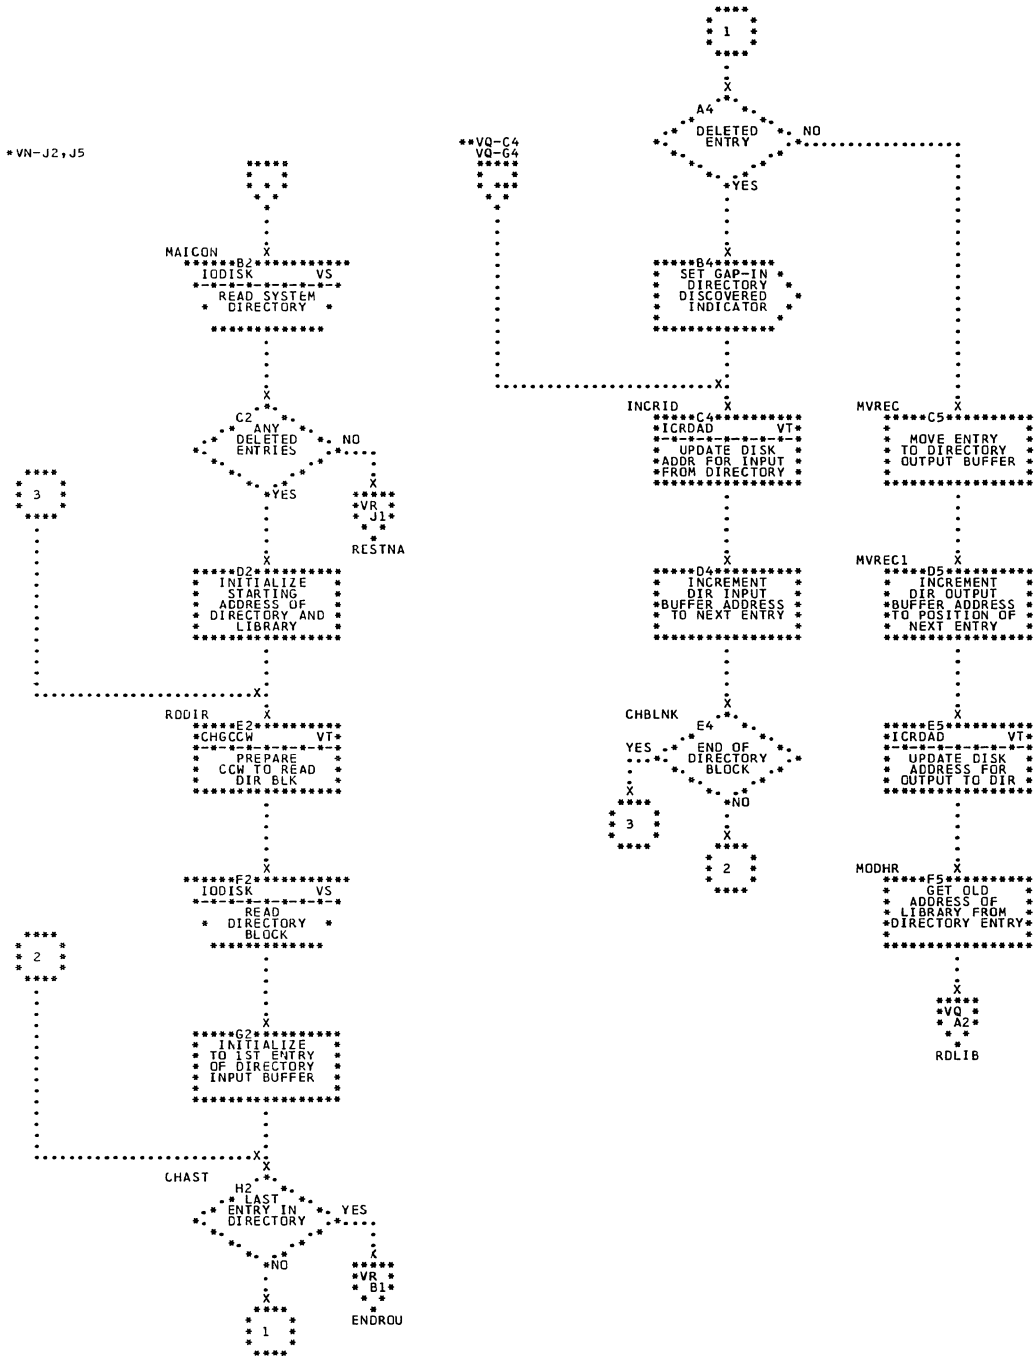 *VN-J2,J5
MAICON
B2
IODISK VS
READ SYSTEM
DIRECTORY
C2
ANY
DELETED
ENTRIES
NO
YES
VR
J1
RESTNA
3
D2
INITIALIZE
STARTING
ADDRESS OF
DIRECTORY AND
LIBRARY
RDDIR
E2
CHGCCW VT
PREPARE
CCW TO READ
DIR BLK
F2
IODISK VS
READ
DIRECTORY
BLOCK
2
G2
INITIALIZE
TO 1ST ENTRY
OF DIRECTORY
INPUT BUFFER
CHAST
H2
LAST
ENTRY IN
DIRECTORY
YES
NO
VR
B1
ENDROU
1
1
A4
DELETED
ENTRY
NO
YES
**VQ-C4
VQ-G4
B4
SET GAP-IN
DIRECTORY
DISCOVERED
INDICATOR
INCRID
C4
ICRDAD VT
UPDATE DISK
ADDR FOR INPUT
FROM DIRECTORY
D4
INCREMENT
DIR INPUT
BUFFER ADDRESS
TO NEXT ENTRY
CHBLNK
E4
END OF
DIRECTORY
BLOCK
YES
NO
3
2
MVREC
C5
MOVE ENTRY
TO DIRECTORY
OUTPUT BUFFER
MVREC1
D5
INCREMENT
DIR OUTPUT
BUFFER ADDRESS
TO POSITION OF
NEXT ENTRY
E5
ICRDAD VT
UPDATE DISK
ADDRESS FOR
OUTPUT TO DIR
MODHR
F5
GET OLD
ADDRESS OF
LIBRARY FROM
DIRECTORY ENTRY
VQ
A2
RDLIB